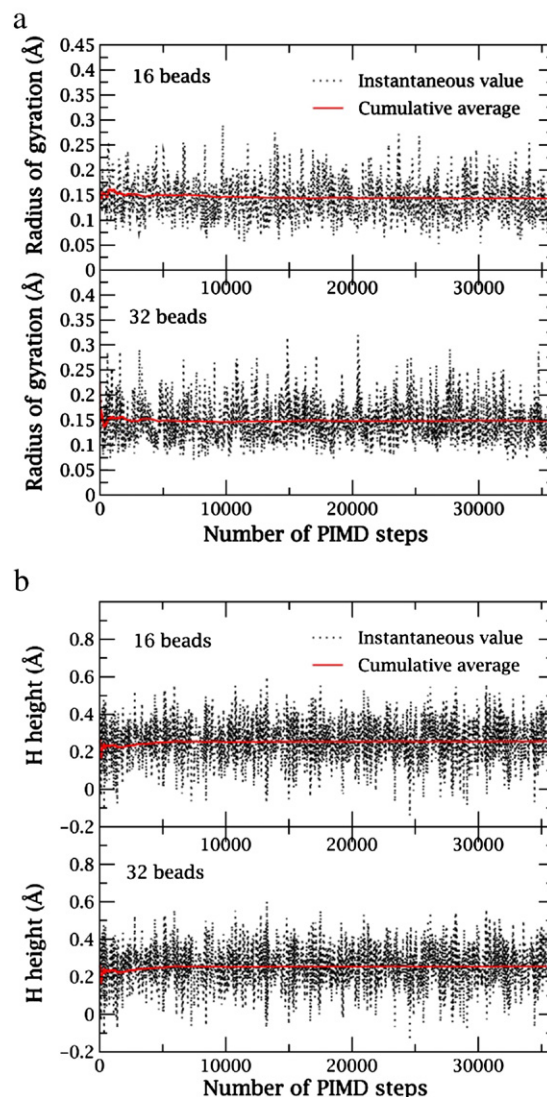 a
Radius of gyration (Å)
0.45
0.4
0.35
0.3
0.25
0.2
0.15
0.1
0.05
0
16 beads
Instantaneous value
Cumulative average
10000 20000 30000
Radius of gyration (Å)
0.4
0.35
0.3
0.25
0.2
0.15
0.1
0.05
0
32 beads
0 10000 20000 30000
Number of PIMD steps
b
H height (Å)
0.8
0.6
0.4
0.2
0
−0.2
16 beads
Instantaneous value
Cumulative average
10000 20000 30000
H height (Å)
0.8
0.6
0.4
0.2
0
−0.2
32 beads
0 10000 20000 30000
Number of PIMD steps